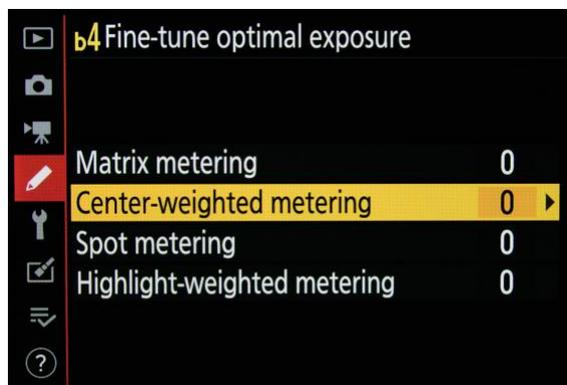 b4 Fine-tune optimal exposure
Matrix metering 0
Center-weighted metering 0
Spot metering 0
Highlight-weighted metering 0
?